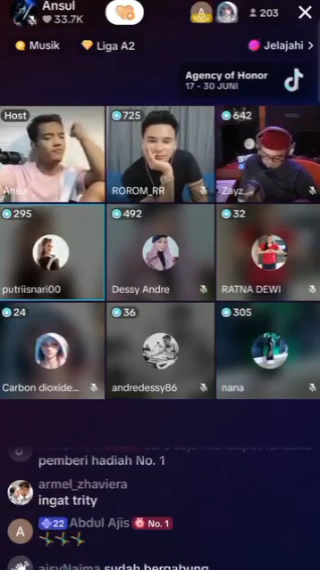 Ansul
33.7K
A
203
Musik
Liga A2
Jelajahi
Agency of Honor
17 - 30 JUNI
Host
725
642
Ansul
ROROM_RR
Zayz
295
492
32
putriisnari00
Dessy Andre
RATNA DEWI
24
36
305
Carbon dioxide...
andredessy86
nana
pemberi hadiah No. 1
armel_zhaviera
ingat trity
A
22 Abdul Ajis No. 1
aisyNaima sudah bergabung